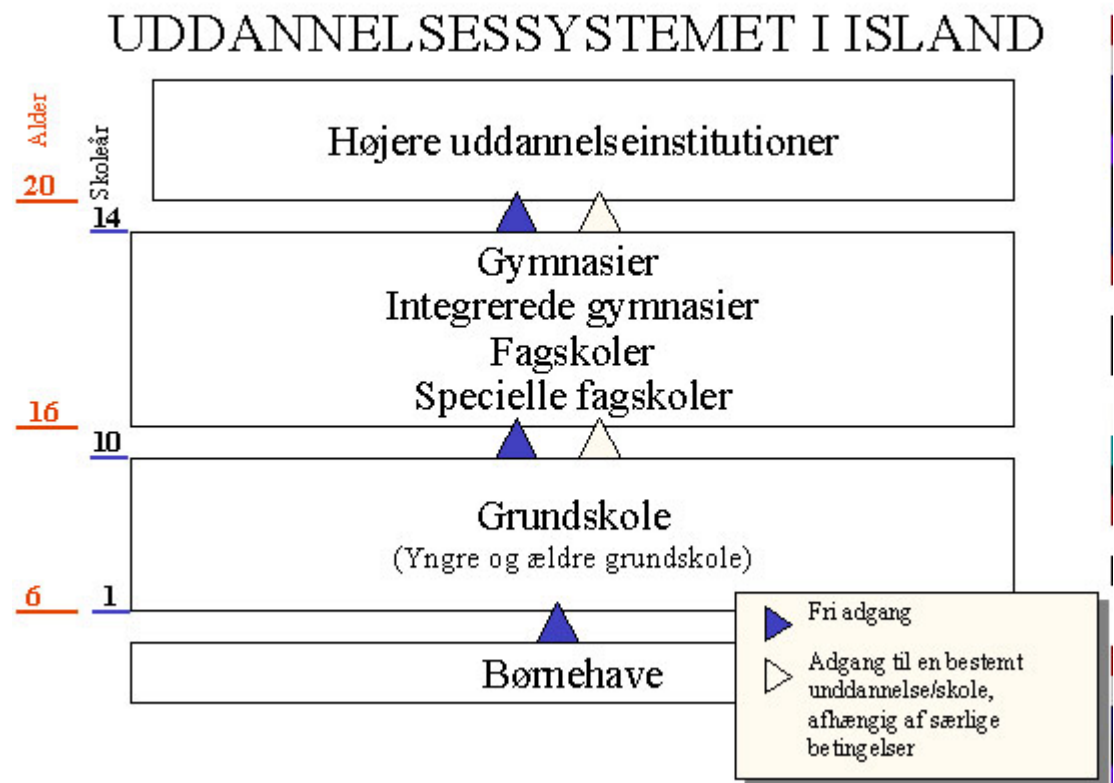 UDDANNELSESSYSTEMET I ISLAND
Alder
Skoleår
Højere uddannelseinstitutioner
20
14
Gymnasier
Integrerede gymnasier
Fagskoler
Specielle fagskoler
16
10
Grundskole
(Yngre og ældre grundskole)
6
1
Børnehave
Fri adgang
Adgang til en bestemt
unddannelse/skole,
afhængig af særlige
betingelser